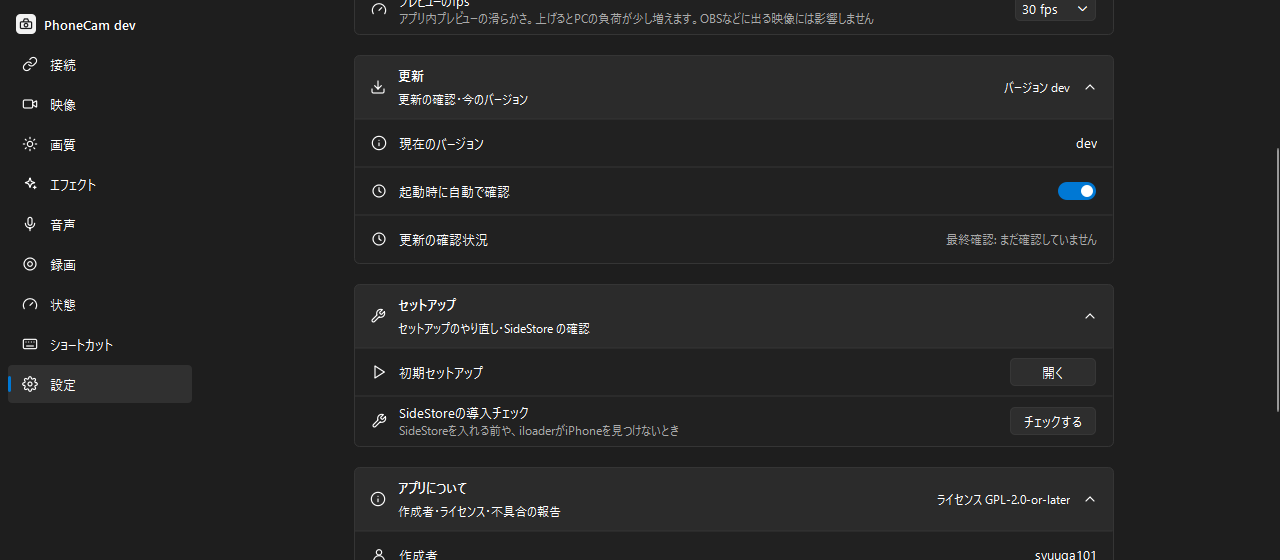 PhoneCam dev
接続
映像
画質
エフェクト
音声
録画
状態
ショートカット
設定
プレビューのfps
アプリ内プレビューの滑らかさ。上げるとPCの負荷が少し増えます。OBSなどに出る映像には影響しません
30 fps
更新
更新の確認・今のバージョン
バージョン dev
現在のバージョン
dev
起動時に自動で確認
更新の確認状況
最終確認: まだ確認していません
セットアップ
セットアップのやり直し・SideStore の確認
初期セットアップ
開く
SideStoreの導入チェック
SideStoreを入れる前や、iloaderがiPhoneを見つけないとき
チェックする
アプリについて
作成者・ライセンス・不具合の報告
ライセンス GPL-2.0-or-later
作成者
syuuga101